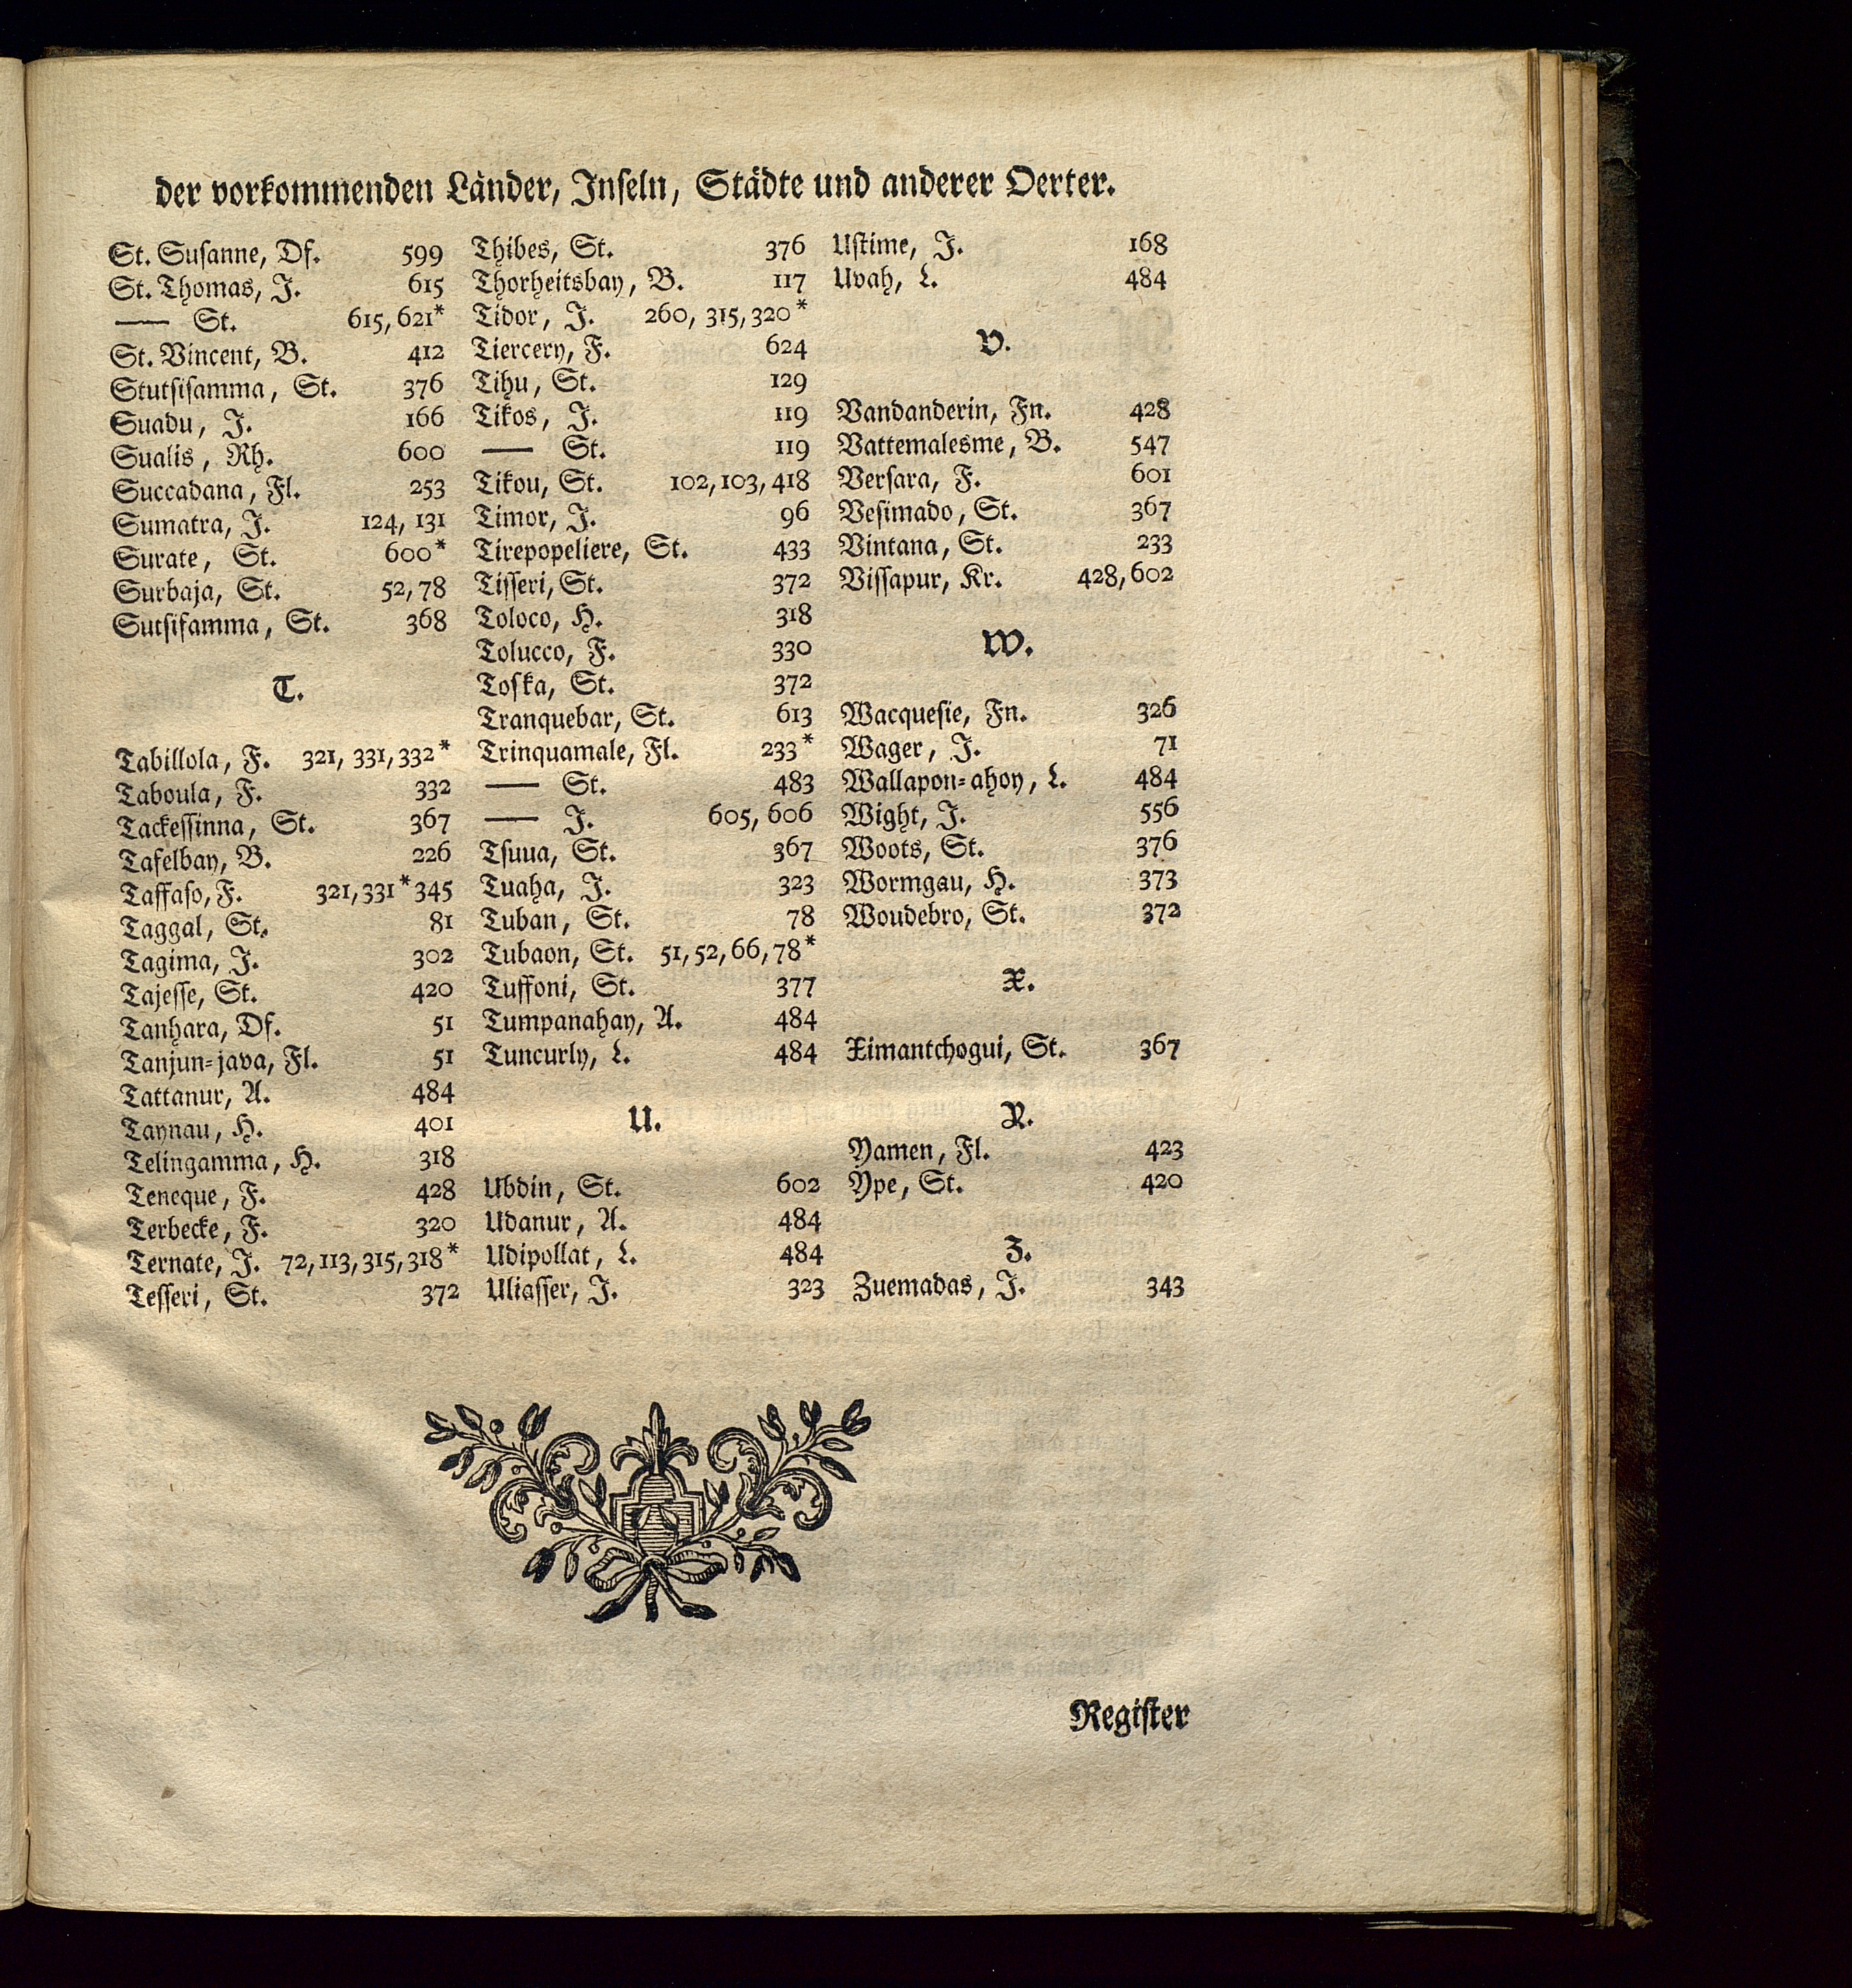 der vorkommenden Länder, Inseln, Städte und anderer Oerter.
St. Susanne, Df. 599
St. Thomas, J. 615
—— St. 615, 621*
St. Vincent, B. 412
Stutsisamma, St. 376
Suadu, J. 166
Sualis, Rh. 600
Succadana, Fl. 253
Sumatra, J. 124, 131
Surate, St. 600*
Surbaja, St. 52, 78
Sutsifamma, St. 368
T.
Tabillola, F. 321, 331, 332*
Taboula, F. 332
Tackessinna, St. 367
Tafelbay, B. 226
Taffaso, F. 321, 331* 345
Taggal, St. 81
Tagima, J. 302
Tajesse, St. 420
Tanhara, Df. 51
Tanjun-java, Fl. 51
Tattanur, A. 484
Taynau, H. 401
Telingamma, H. 318
Teneque, F. 428
Terbecke, F. 320
Ternate, J. 72, 113, 315, 318*
Tesseri, St. 372
Thibes, St. 376
Thorheitsbay, B. 117
Tidor, J. 260, 315, 320*
Tiercery, F. 624
Tihu, St. 129
Tikos, J. 119
—— St. 119
Tikou, St. 102, 103, 418
Timor, J. 96
Tirepopeliere, St. 433
Tisseri, St. 372
Toloco, H. 318
Tolucco, F. 330
Toska, St. 372
Tranquebar, St. 613
Trinquamale, Fl. 233*
—— St. 483
—— J. 605, 606
Tsuua, St. 367
Tuaha, J. 323
Tuban, St. 78
Tubaon, St. 51, 52, 66, 78*
Tuffoni, St. 377
Tumpanahay, A. 484
Tuncurly, L. 484
U.
Ubdin, St. 602
Udanur, A. 484
Udipollat, L. 484
Uliasser, J. 323
Ustime, J. 168
Uvah, L. 484
V.
Vandanderin, Fn. 428
Vattemalesme, B. 547
Versara, F. 601
Vesimado, St. 367
Vintana, St. 233
Vissapur, Kr. 428, 602
W.
Wacquesie, Fn. 326
Wager, J. 71
Wallapon-ahoy, L. 484
Wight, J. 556
Woots, St. 376
Wormgau, H. 373
Woudebro, St. 372
X.
Ximantchogui, St. 367
Y.
Yamen, Fl. 423
Ype, St. 420
Z.
Zuemadas, J. 343
Register